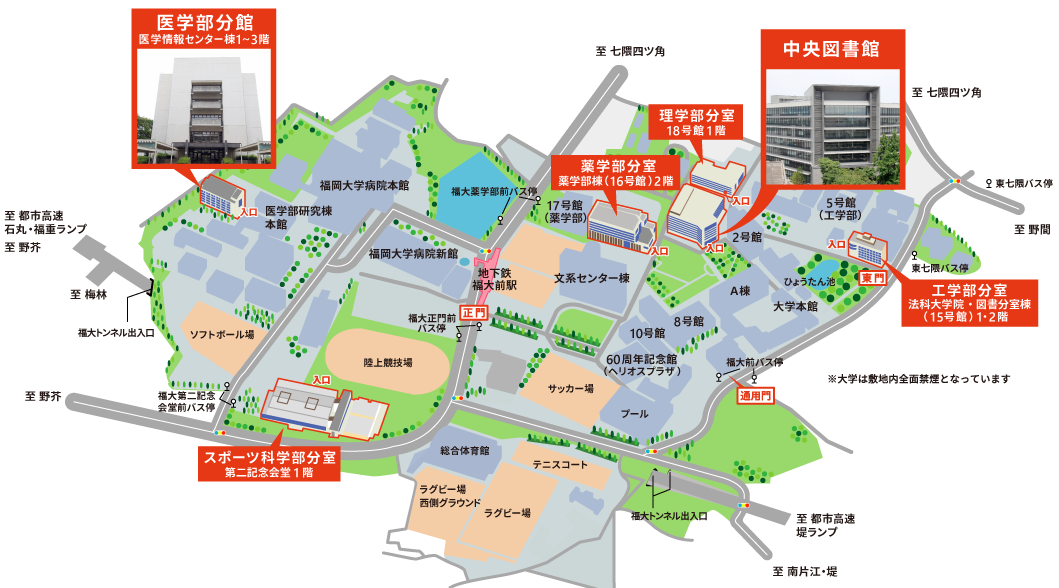 医学部分館
医学情報センター棟1~3階
至 七隈四ツ角
中央図書館
至 七隈四ツ角
理学部分室
18号館1階
薬学部分室
薬学部棟(16号館)2階
福岡大学病院本館
福大薬学部前バス停
東七隈バス停
入口
入口
17号館
(薬学部)
5号館
(工学部)
医学部研究棟
本館
至 都市高速
石丸・福重ランプ
至 野芥
至 野間
2号館
入口
入口
入口
福岡大学病院新館
地下鉄
福大前駅
文系センター棟
東七隈バス停
ひょうたん池
東門
工学部分室
法科大学院・図書分室棟
(15号館)1・2階
至 梅林
A棟
大学本館
正門
福大正門前
バス停
福大トンネル出入口
ソフトボール場
8号館
10号館
陸上競技場
60周年記念館
(ヘリオスプラザ)
福大前バス停
入口
サッカー場
※大学は敷地内全面禁煙となっています
至 野芥
福大第二記念
会堂前バス停
通用門
プール
スポーツ科学部分室
第二記念会堂1階
総合体育館
テニスコート
ラグビー場
西側グラウンド
ラグビー場
福大トンネル出入口
至 都市高速
堤ランプ
至 南片江・堤